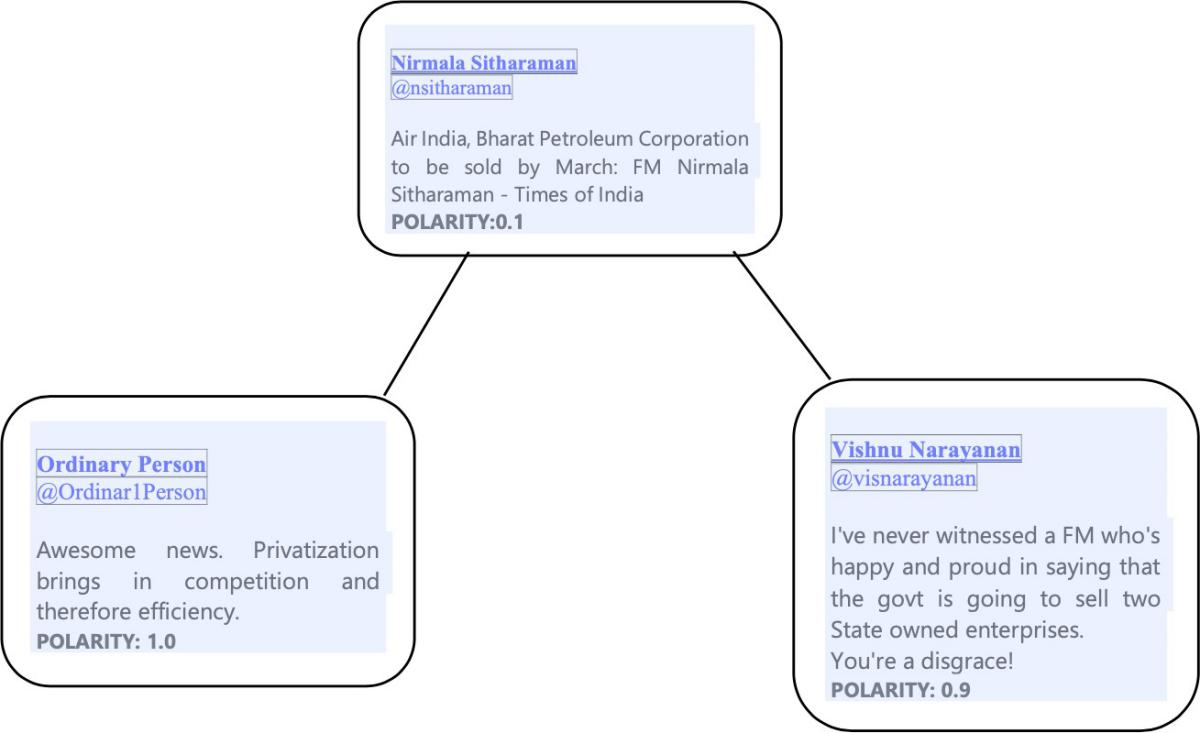 Nirmala Sitharaman
@nsitharaman
Air India, Bharat Petroleum Corporation
to be sold by March: FM Nirmala
Sitharaman - Times of India
POLARITY:0.1
Ordinary Person
@Ordinar1Person
Awesome news. Privatization
brings in competition and
therefore efficiency.
POLARITY: 1.0
Vishnu Narayanan
@visnarayanan
I've never witnessed a FM who's
happy and proud in saying that
the govt is going to sell two
State owned enterprises.
You're a disgrace!
POLARITY: 0.9